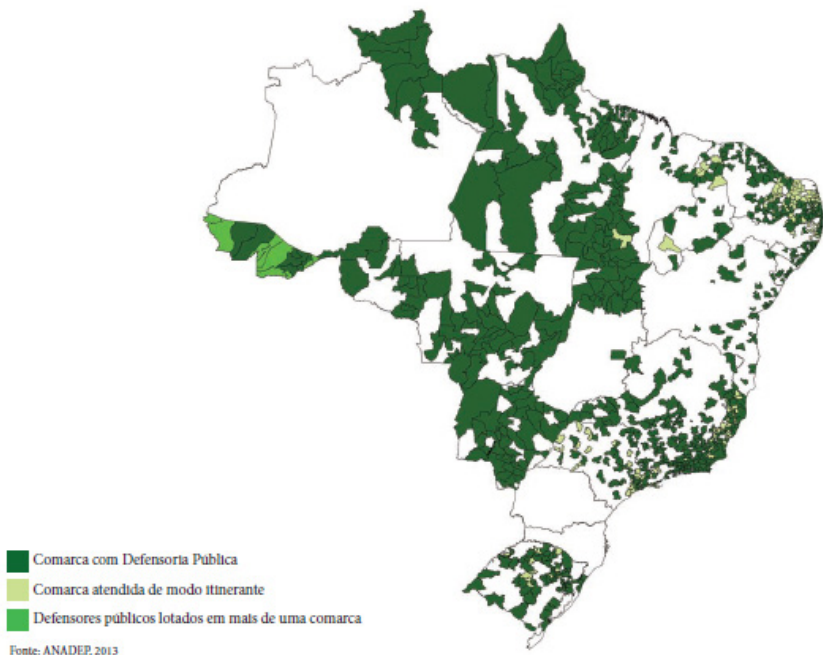 Comarca com Defensoria Pública
Comarca atendida de modo itinerante
Defensores públicos lotados em mais de uma comarca
Fonte: ANADEP, 2013